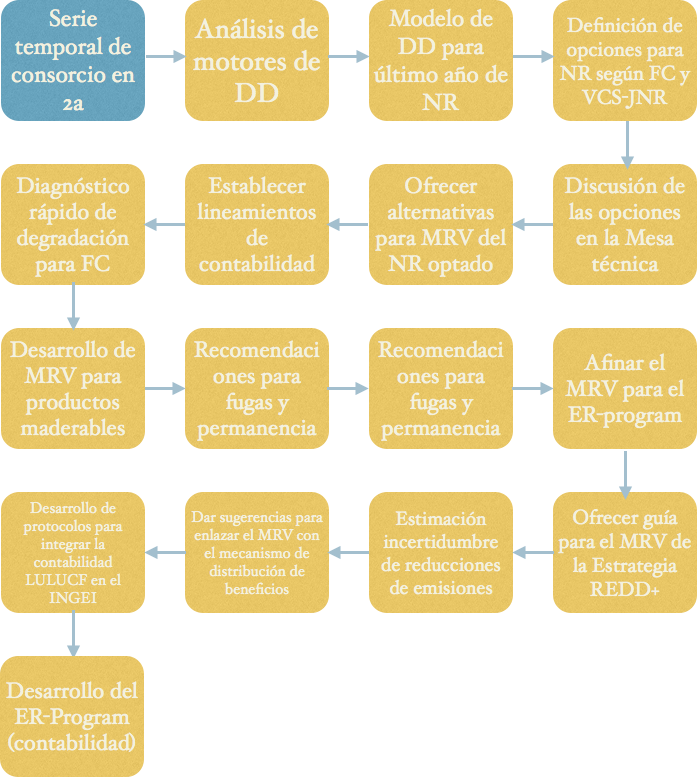 Serie
temporal de
consorcio en
2a
Análisis de
motores de
DD
Modelo de
DD para
último año de
NR
Definición de
opciones para
NR según FC y
VCS-JNR
Discusión de
las opciones
en la Mesa
técnica
Ofrecer
alternativas
para MRV del
NR optado
Establecer
lineamientos
de
contabilidad
Diagnóstico
rápido de
degradación
para FC
Desarrollo de
MRV para
productos
maderables
Recomendaci
ones para
fugas y
permanencia
Recomendaci
ones para
fugas y
permanencia
Afinar el
MRV para el
ER-program
Ofrecer guía
para el MRV de
la Estrategia
REDD+
Estimación
incertidumbre
de reducciones
de emisiones
Dar sugerencias para
enlazar el MRV con
el mecanismo de
distribución de
beneficios
Desarrollo de
protocolos para
integrar la
contabilidad
LULUCF en el
INGEI
Desarrollo del
ER-Program
(contabilidad)